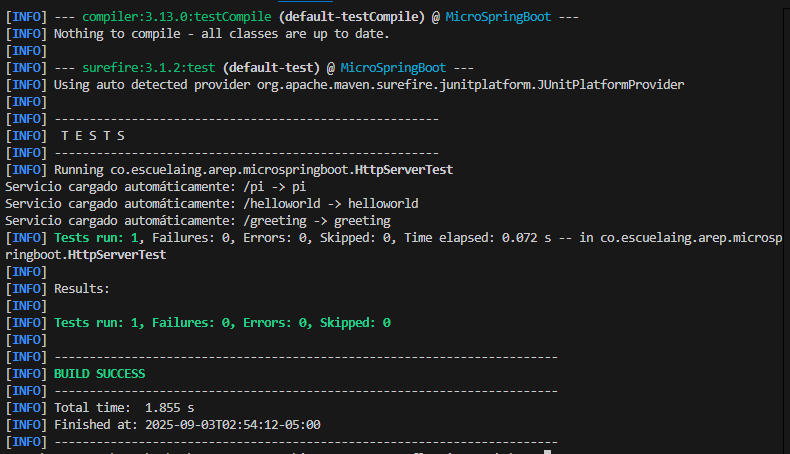 [INFO] --- compiler:3.13.0:testCompile (default-testCompile) @ MicroSpringBoot ---
[INFO] Nothing to compile - all classes are up to date.
[INFO]
[INFO] --- surefire:3.1.2:test (default-test) @ MicroSpringBoot ---
[INFO] Using auto detected provider org.apache.maven.surefire.junitplatform.JUnitPlatformProvider
[INFO]
[INFO] -------------------------------------------------------
[INFO]  T E S T S
[INFO] -------------------------------------------------------
[INFO] Running co.escuelaing.arep.microspringboot.HttpServerTest
Servicio cargado automáticamente: /pi -> pi
Servicio cargado automáticamente: /helloworld -> helloworld
Servicio cargado automáticamente: /greeting -> greeting
[INFO] Tests run: 1, Failures: 0, Errors: 0, Skipped: 0, Time elapsed: 0.072 s -- in co.escuelaing.arep.microsp
ringboot.HttpServerTest
[INFO]
[INFO] Results:
[INFO]
[INFO] Tests run: 1, Failures: 0, Errors: 0, Skipped: 0
[INFO]
[INFO] ------------------------------------------------------------------------
[INFO] BUILD SUCCESS
[INFO] ------------------------------------------------------------------------
[INFO] Total time:  1.855 s
[INFO] Finished at: 2025-09-03T02:54:12-05:00
[INFO] ------------------------------------------------------------------------